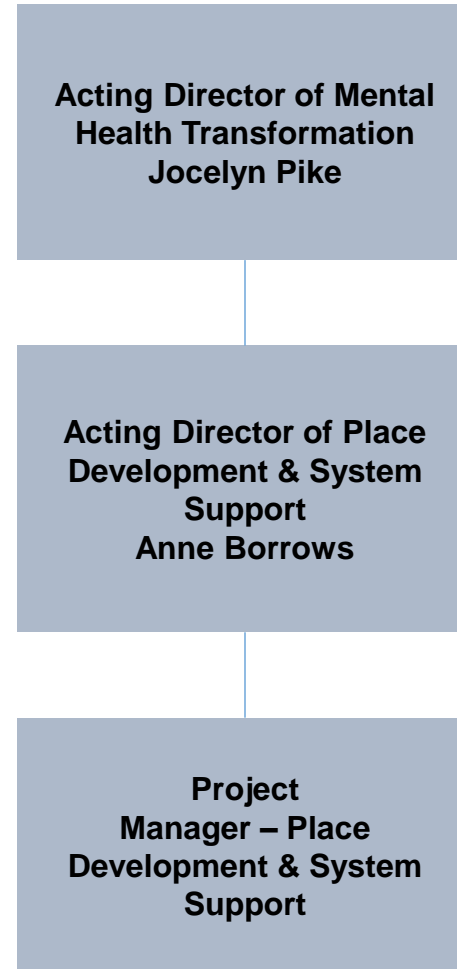 Acting Director of Mental
Health Transformation
Jocelyn Pike
Acting Director of Place
Development & System
Support
Anne Borrows
Project
Manager – Place
Development & System
Support